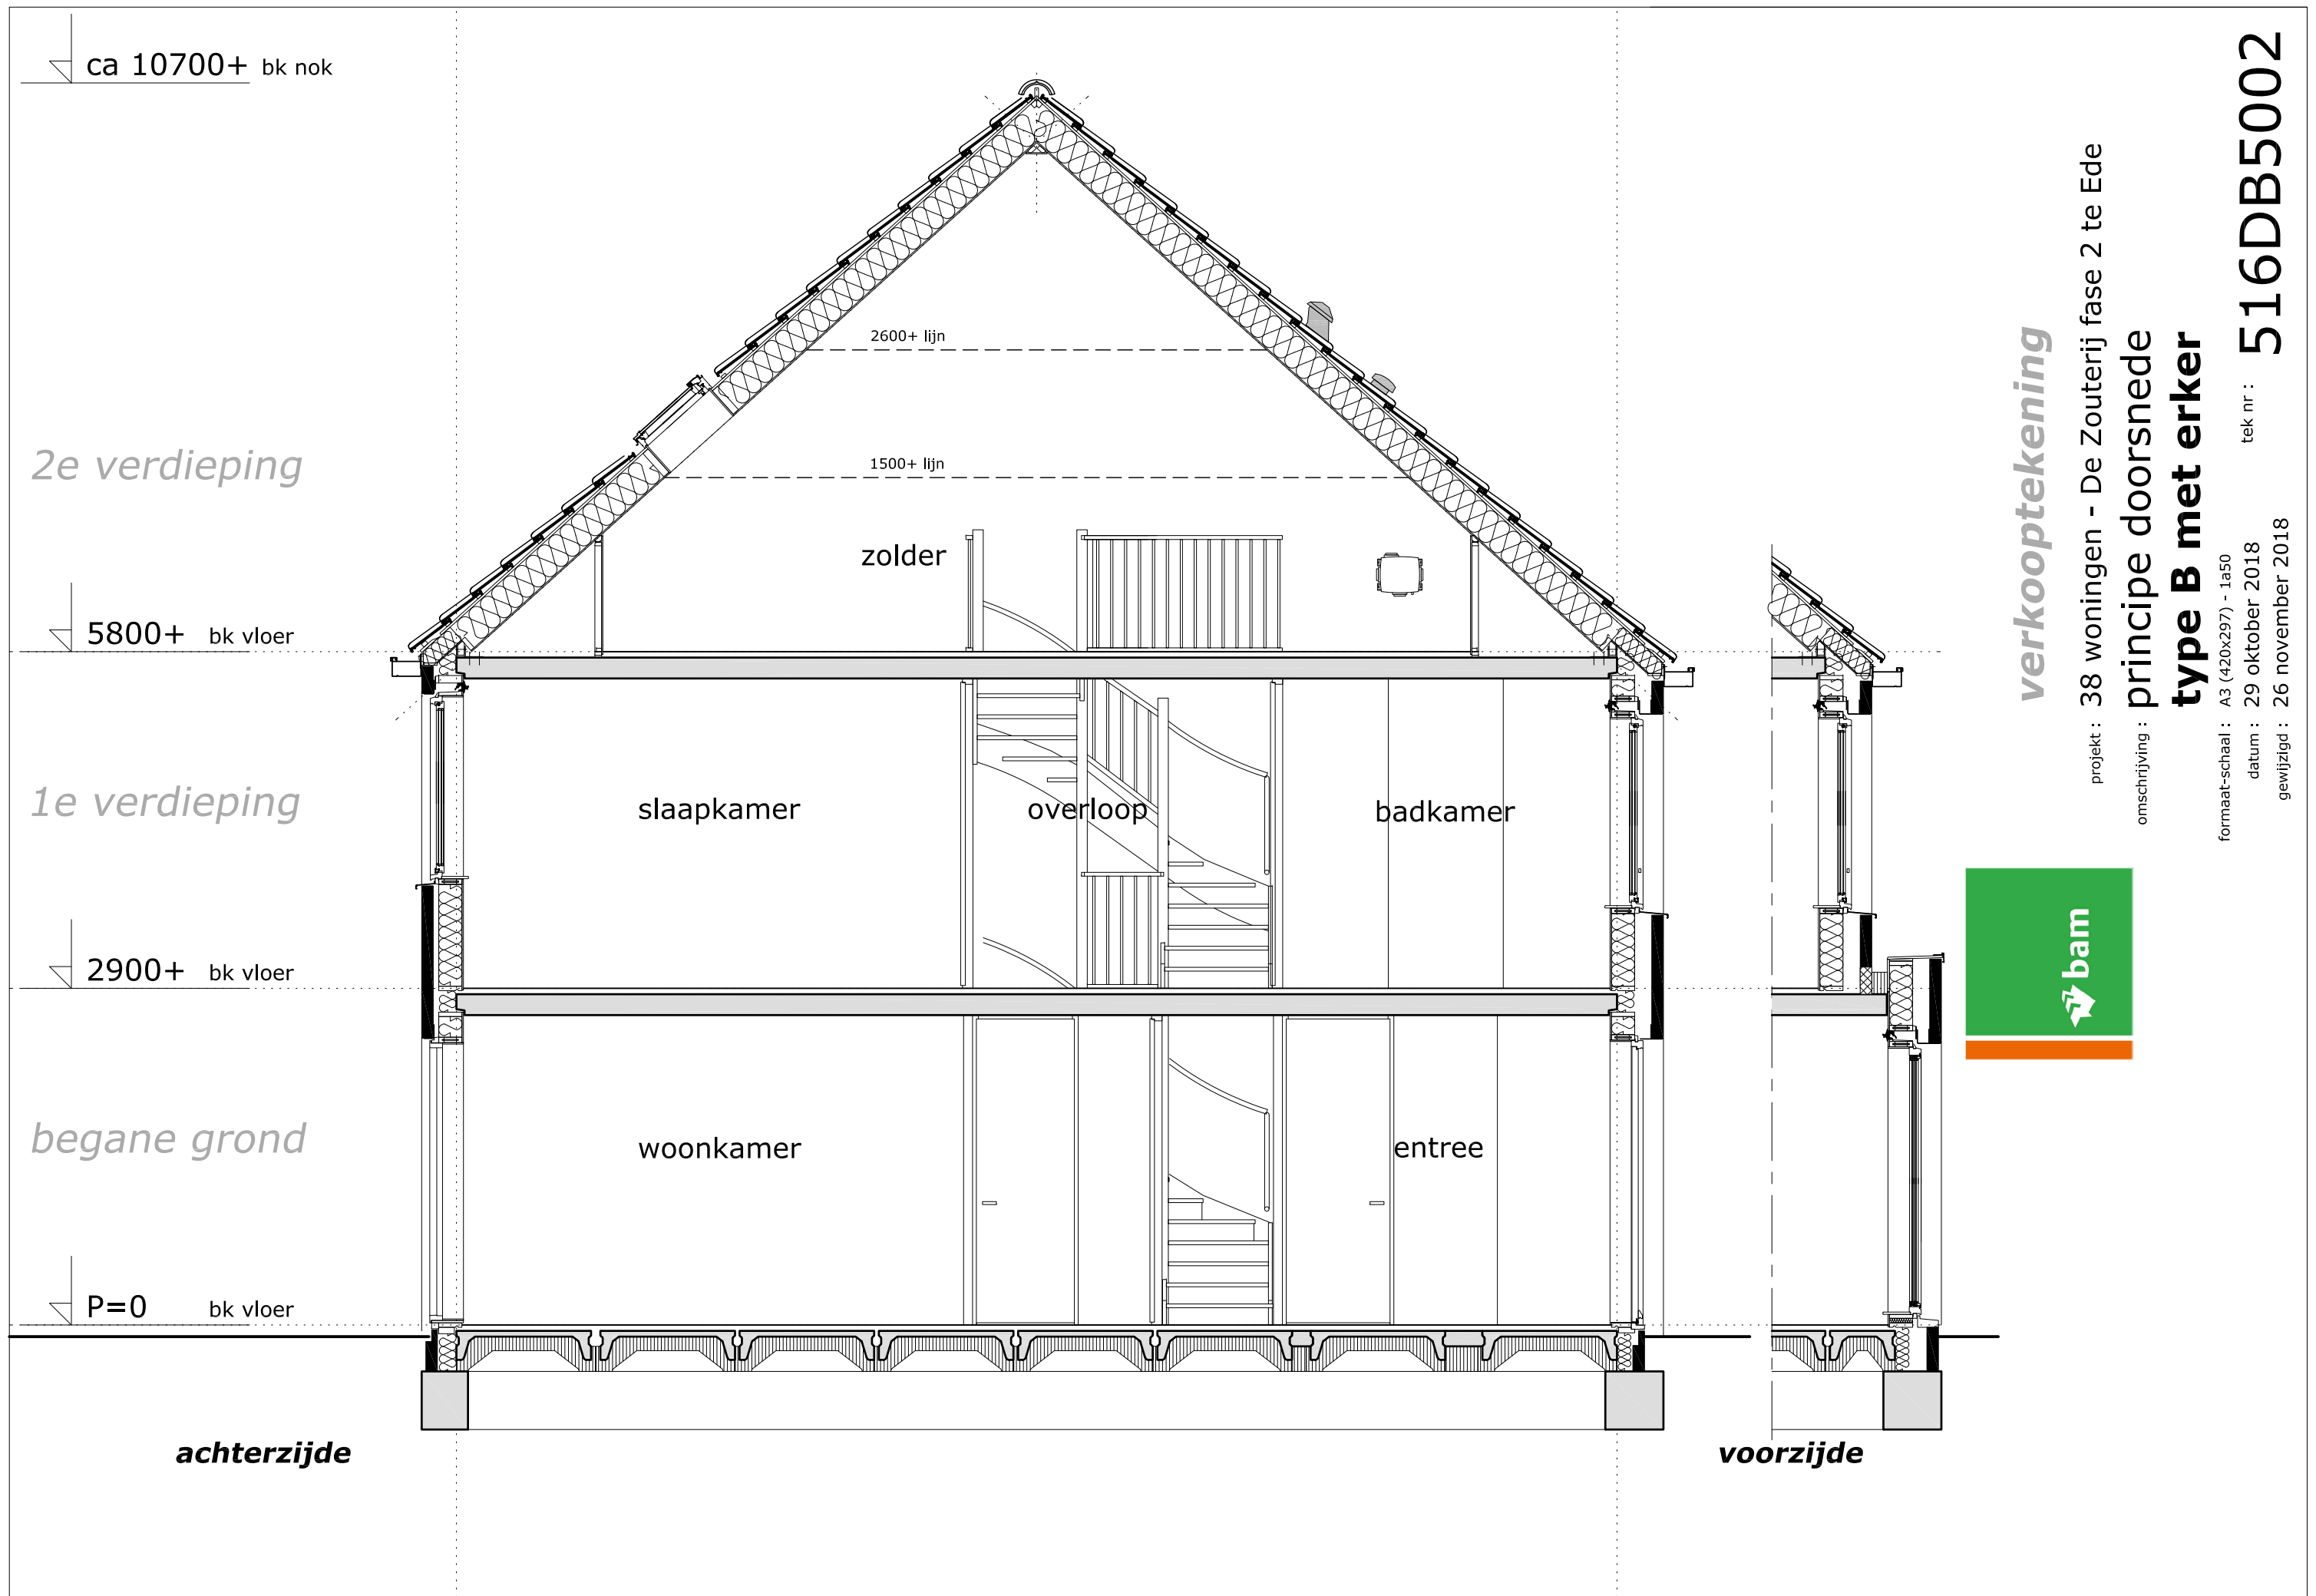 ca 10700+ bk nok
2600+ lijn
2e verdieping
1500+ lijn
zolder
5800+ bk vloer
1e verdieping
slaapkamer
overloop
badkamer
2900+ bk vloer
begane grond
woonkamer
entree
P=0 bk vloer
achterzijde
voorzijde
verkooptekening
projekt : 38 woningen - De Zouterij fase 2 te Ede
omschrijving : principe doorsnede
type B met erker
formaat-schaal : A3 (420x297) - 1a50
datum : 29 oktober 2018
tek nr : 516DB5002
gewijzigd : 26 november 2018
bam